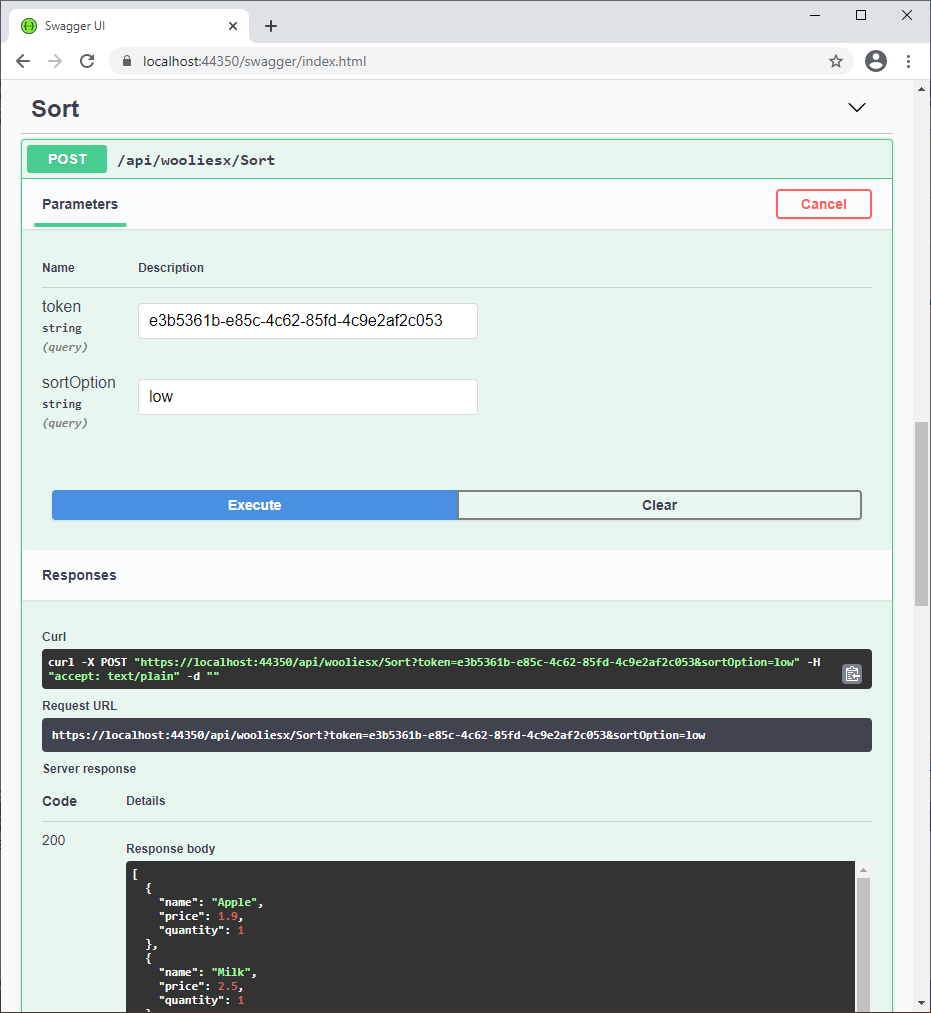 Swagger UI
localhost:44350/swagger/index.html
Sort
POST /api/wooliesx/Sort
Parameters
Cancel
Name Description
token
string
(query)
e3b5361b-e85c-4c62-85fd-4c9e2af2c053
sortOption
string
(query)
low
Execute
Clear
Responses
Curl
curl -X POST "https://localhost:44350/api/wooliesx/Sort?token=e3b5361b-e85c-4c62-85fd-4c9e2af2c053&sortOption=low" -H
"accept: text/plain" -d ""
Request URL
https://localhost:44350/api/wooliesx/Sort?token=e3b5361b-e85c-4c62-85fd-4c9e2af2c053&sortOption=low
Server response
Code Details
200
Response body
[
{
"name": "Apple",
"price": 1.9,
"quantity": 1
},
{
"name": "Milk",
"price": 2.5,
"quantity": 1